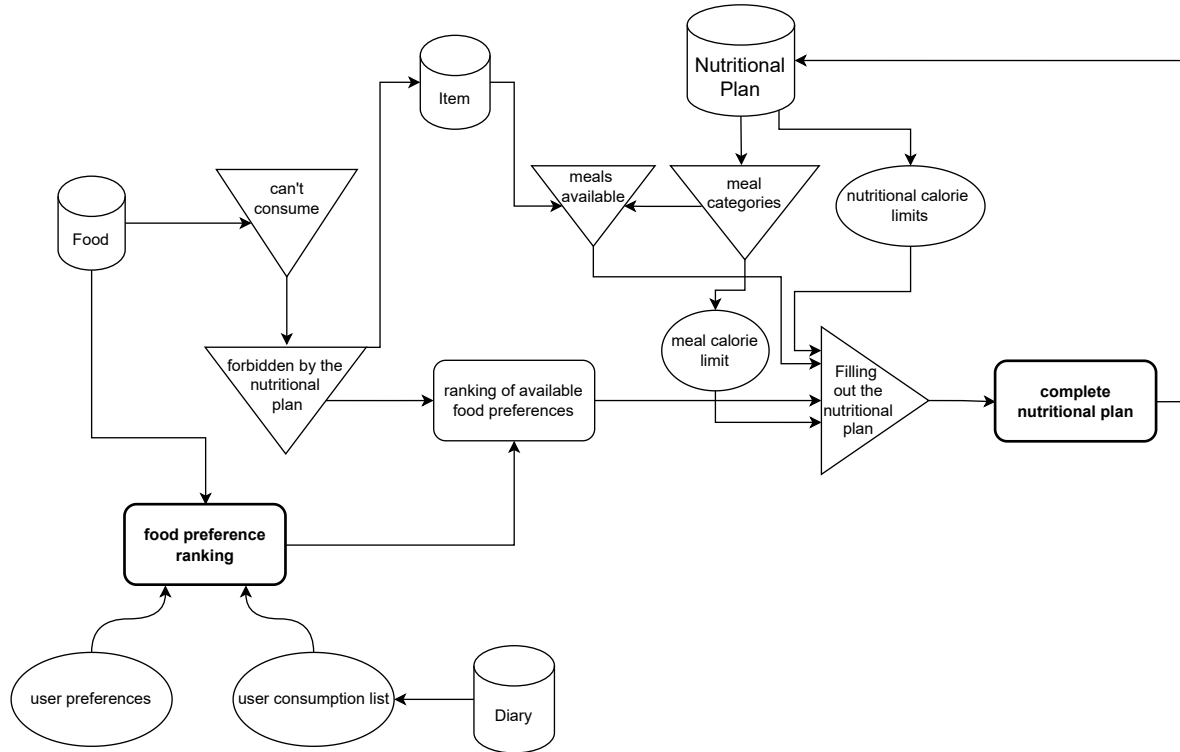 Nutritional
Plan
Item
can't
consume
meals
available
meal
categories
nutritional calorie
limits
Food
meal calorie
limit
forbidden by the
nutritional
plan
ranking of available
food preferences
Filling
out the
nutritional
plan
complete
nutritional plan
food preference
ranking
user preferences
user consumption list
Diary